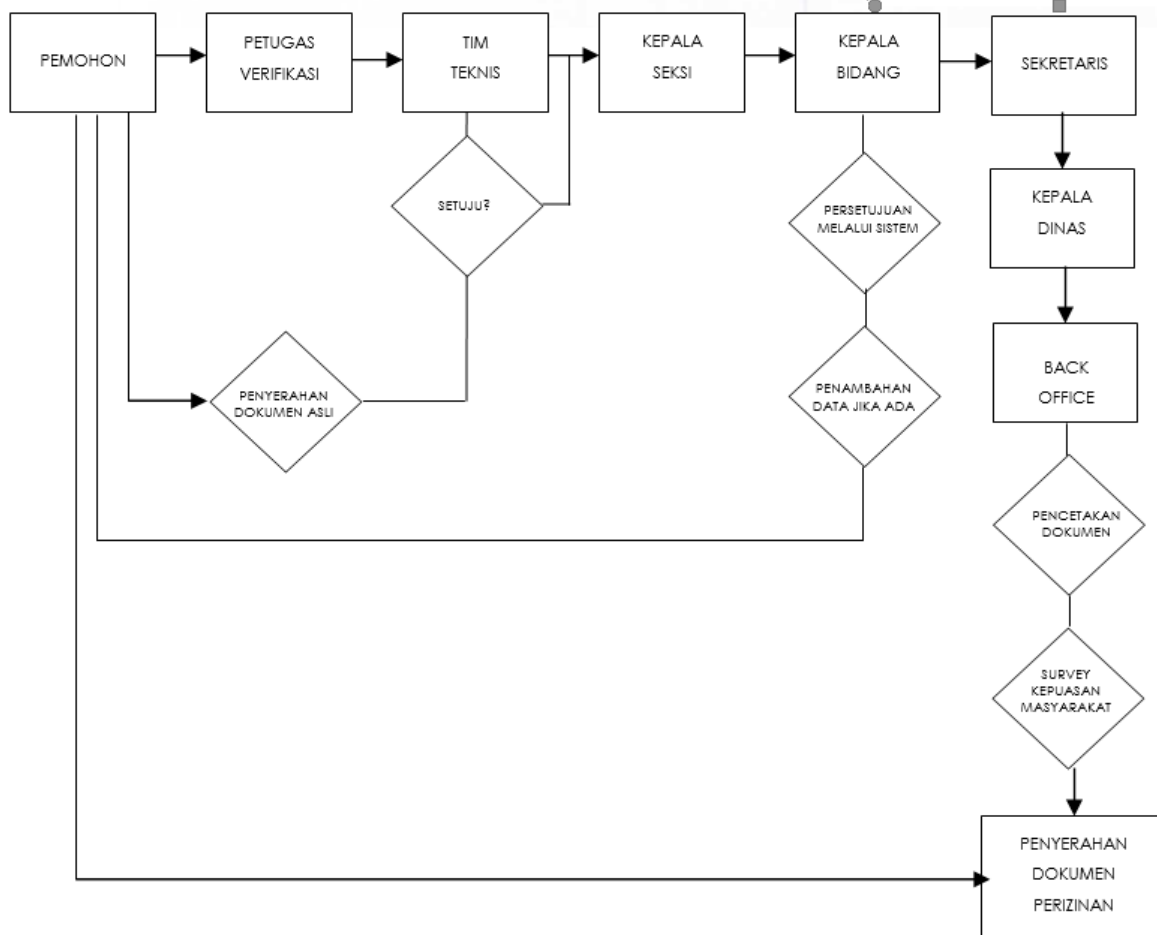 PEMOHON
PETUGAS
VERIFIKASI
TIM
TEKNIS
KEPALA
SEKSI
KEPALA
BIDANG
SEKRETARIS
SETUJU?
PERSETUJUAN
MELALUI SISTEM
KEPALA
DINAS
PENYERAHAN
DOKUMEN ASLI
PENAMBAHAN
DATA JIKA ADA
BACK
OFFICE
PENCETAKAN
DOKUMEN
SURVEY
KEPUASAN
MASYARAKAT
PENYERAHAN
DOKUMEN
PERIZINAN